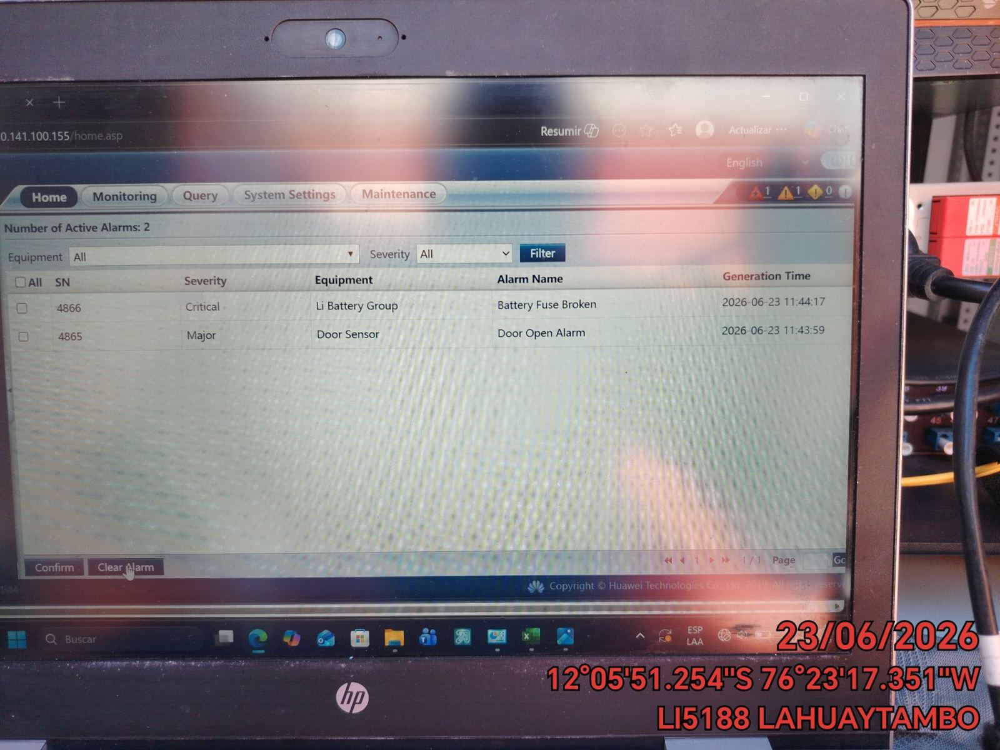 0.141.100.155/home.asp
Resumir
Actualizar
English
Home Monitoring Query System Settings Maintenance
1 1 0
Number of Active Alarms: 2
Equipment All Severity All Filter
All SN Severity Equipment Alarm Name Generation Time
4866 Critical Li Battery Group Battery Fuse Broken 2026-06-23 11:44:17
4865 Major Door Sensor Door Open Alarm 2026-06-23 11:43:59
Confirm Clear Alarm
1 1/1 Page
Copyright © Huawei Technologies Co., Ltd. 2019. All rights
Buscar
ESP
LAA
hp
45
47
23/06/2026
12°05'51.254"S 76°23'17.351"W
LI5188 LAHUAYTAMBO